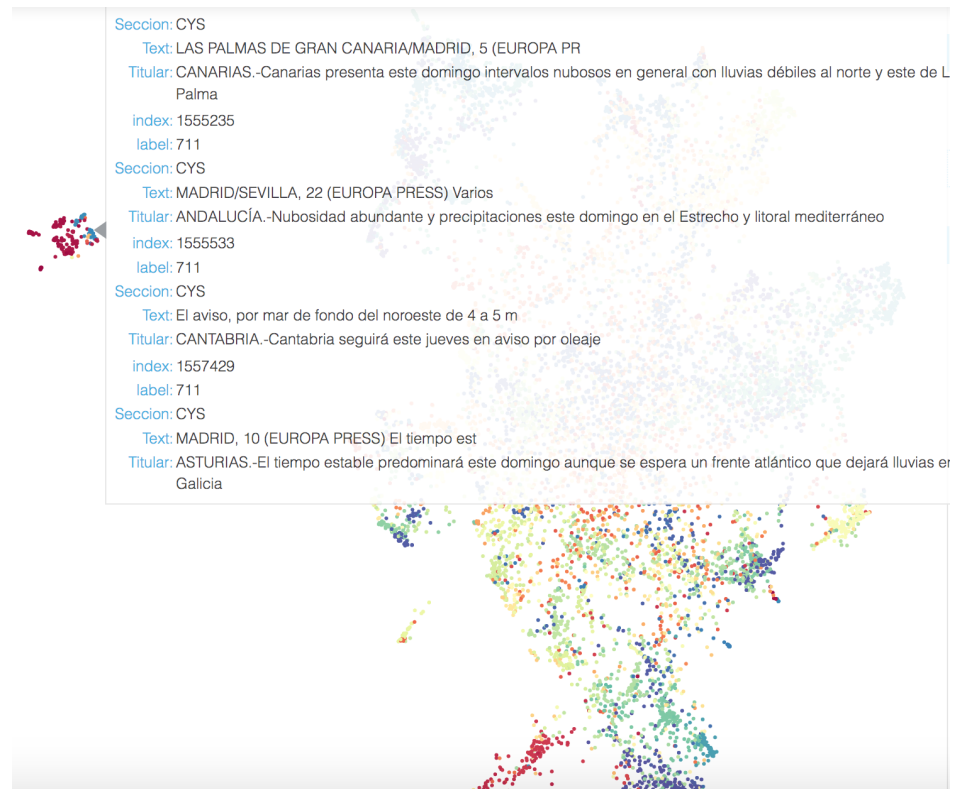 Seccion: CYS
Text: LAS PALMAS DE GRAN CANARIA/MADRID, 5 (EUROPA PR
Titular: CANARIAS.-Canarias presenta este domingo intervalos nubosos en general con lluvias débiles al norte y este de L
Palma
index: 1555235
label: 711
Seccion: CYS
Text: MADRID/SEVILLA, 22 (EUROPA PRESS) Varios
Titular: ANDALUCÍA.-Nubosidad abundante y precipitaciones este domingo en el Estrecho y litoral mediterráneo
index: 1555533
label: 711
Seccion: CYS
Text: El aviso, por mar de fondo del noroeste de 4 a 5 m
Titular: CANTABRIA.-Cantabria seguirá este jueves en aviso por oleaje
index: 1557429
label: 711
Seccion: CYS
Text: MADRID, 10 (EUROPA PRESS) El tiempo est
Titular: ASTURIAS.-El tiempo estable predominará este domingo aunque se espera un frente atlántico que dejará lluvias er
Galicia